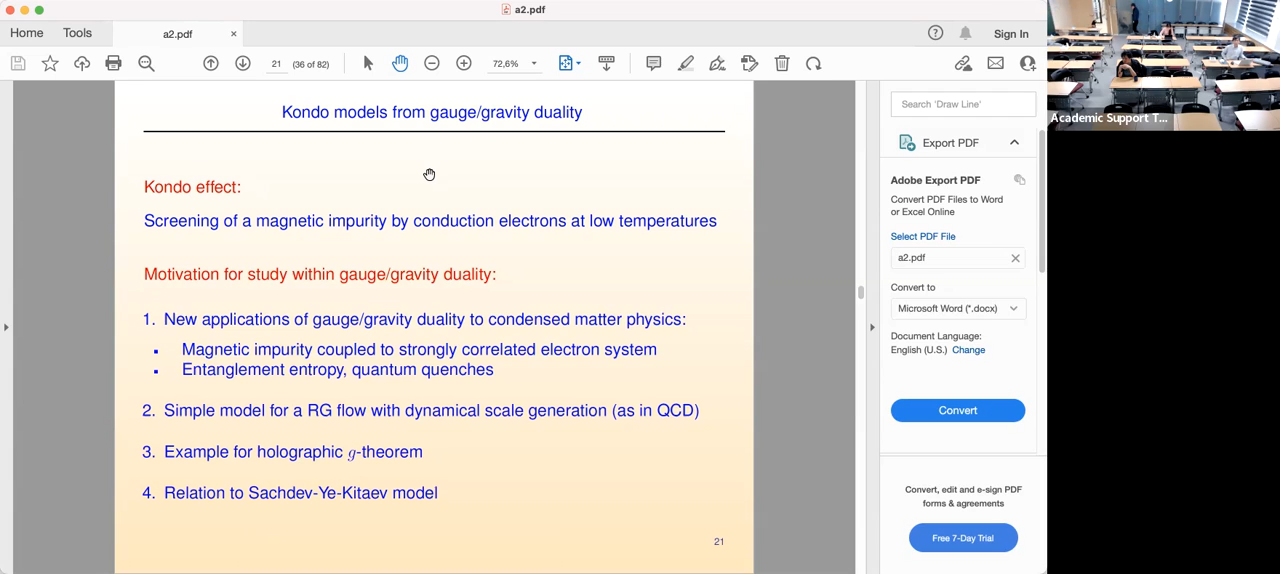 a2.pdf
Home
Tools
a2.pdf
Sign In
21
(36 of 82)
72,6%
Kondo models from gauge/gravity duality
Kondo effect:
Screening of a magnetic impurity by conduction electrons at low temperatures
Motivation for study within gauge/gravity duality:
1. New applications of gauge/gravity duality to condensed matter physics:
▪ Magnetic impurity coupled to strongly correlated electron system
▪ Entanglement entropy, quantum quenches
2. Simple model for a RG flow with dynamical scale generation (as in QCD)
3. Example for holographic g-theorem
4. Relation to Sachdev-Ye-Kitaev model
21
Search 'Draw Line'
Export PDF
Adobe Export PDF
Convert PDF Files to Word
or Excel Online
Select PDF File
a2.pdf
Convert to
Microsoft Word (*.docx)
Document Language:
English (U.S.) Change
Convert
Convert, edit and e-sign PDF
forms & agreements
Free 7-Day Trial
Academic Support T...